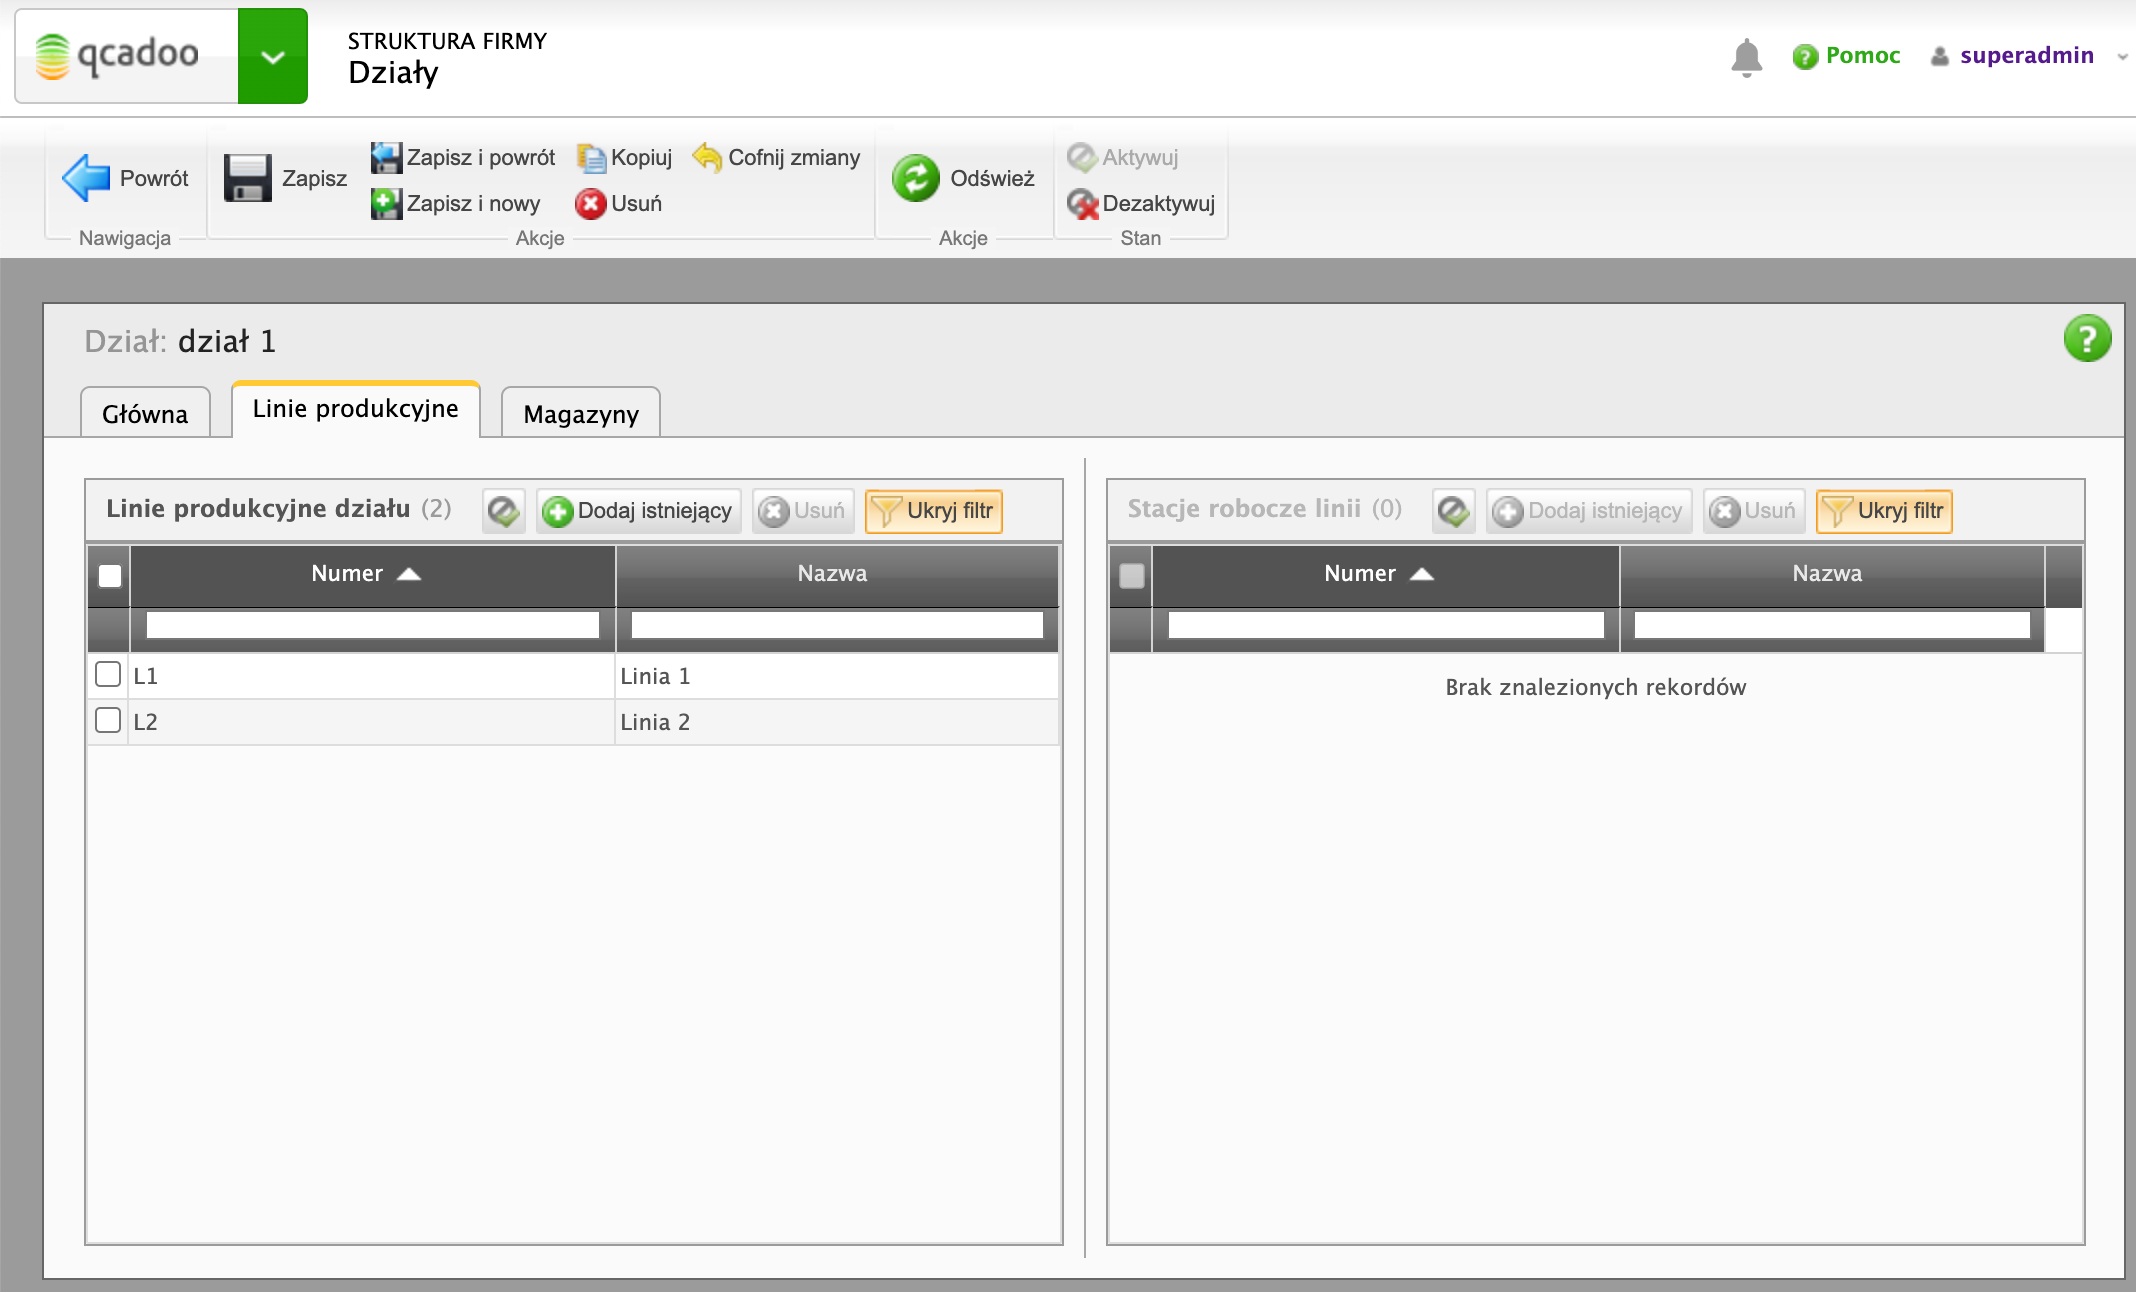 qcadoo
STRUKTURA FIRMY
Działy
Pomoc superadmin
Powrót
Nawigacja
Zapisz
Zapisz i powrót Kopiuj Cofnij zmiany
Zapisz i nowy Usuń
Akcje
Odśwież
Akcje
Aktywuj
Dezaktywuj
Stan
Dział: dział 1
?
Główna Linie produkcyjne Magazyny
Linie produkcyjne działu (2) Dodaj istniejący Usuń Ukryj filtr
Numer Nazwa
L1 Linia 1
L2 Linia 2
Stacje robocze linii (0) Dodaj istniejący Usuń Ukryj filtr
Numer Nazwa
Brak znalezionych rekordów